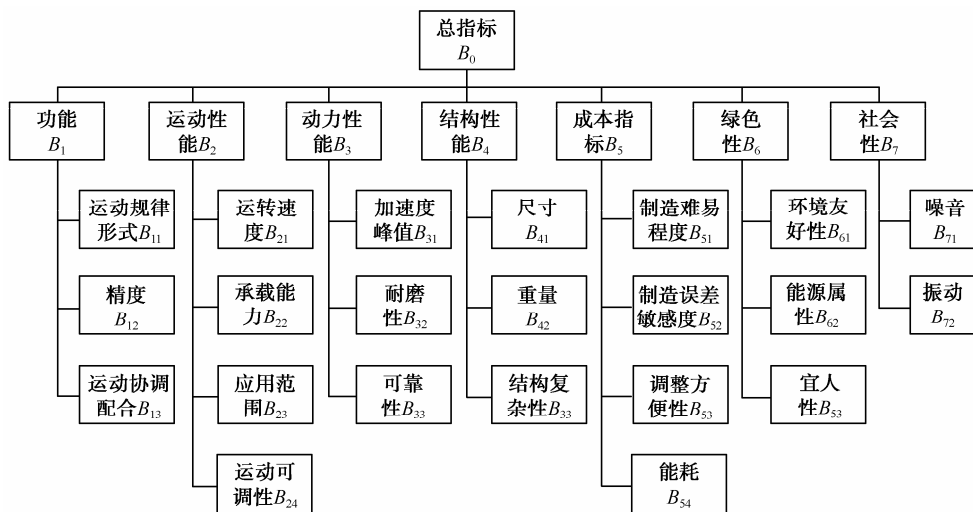 总指标
B₀
功能
B₁
运动性
能B₂
动力性
能B₃
结构性
能B₄
成本指
标B₅
绿色
性B₆
社会
性B₇
运动规律
形式B₁₁
运转速
度B₂₁
加速度
峰值B₃₁
尺寸
B₄₁
制造难易
程度B₅₁
环境友
好性B₆₁
噪音
B₇₁
精度
B₁₂
承载能
力B₂₂
耐磨
性B₃₂
重量
B₄₂
制造误差
敏感度B₅₂
能源属
性B₆₂
振动
B₇₂
运动协调
配合B₁₃
应用范
围B₂₃
可靠
性B₃₃
结构复
杂性B₃₃
调整方
便性B₅₃
宜人
性B₅₃
运动可
调性B₂₄
能耗
B₅₄